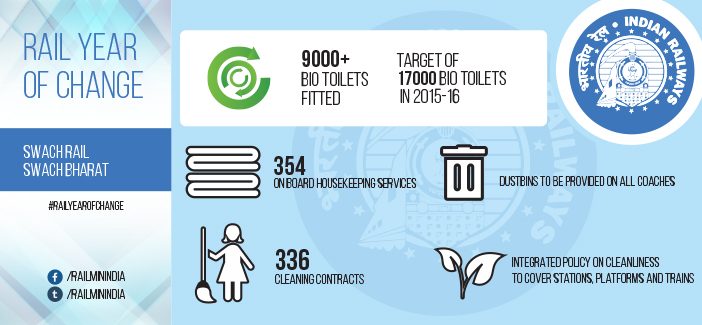 RAIL YEAR
OF CHANGE
SWACH RAIL
SWACH BHARAT
#RAILYEAROFCHANGE
/RAILMININDIA
/RAILMININDIA
9000+
BIO TOILETS
FITTED
TARGET OF
17000 BIO TOILETS
IN 2015-16
भारतीय रेल • INDIAN RAILWAYS
354
ON BOARD HOUSEKEEPING SERVICES
DUSTBINS TO BE PROVIDED ON ALL COACHES
336
CLEANING CONTRACTS
INTEGRATED POLICY ON CLEANLINESS
TO COVER STATIONS, PLATFORMS AND TRAINS